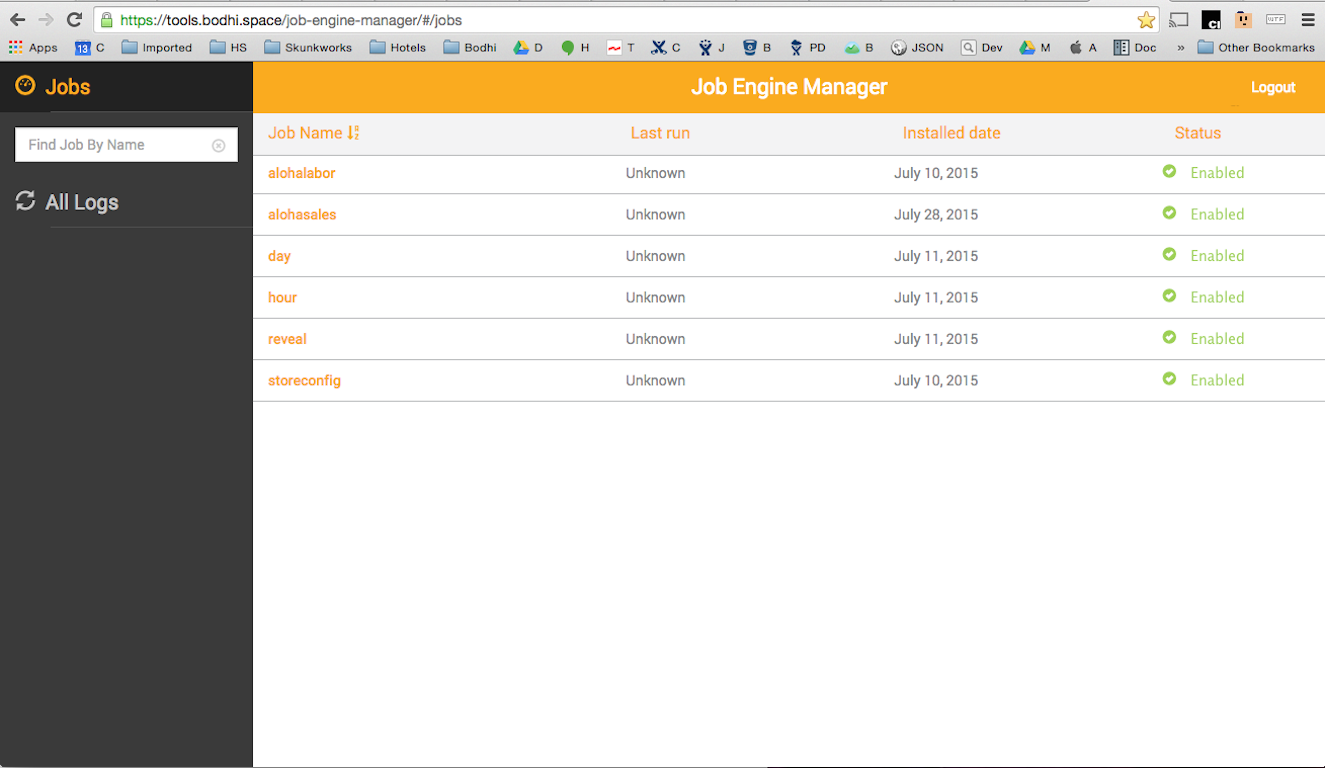 https://tools.bodhi.space/job-engine-manager/#/jobs
Apps 13 C Imported HS Skunkworks Hotels Bodhi D H T C J B PD B JSON Dev M A Doc » Other Bookmarks
Jobs Job Engine Manager Logout
Find Job By Name
All Logs
Job Name Last run Installed date Status
alohalabor Unknown July 10, 2015 Enabled
alohasales Unknown July 28, 2015 Enabled
day Unknown July 11, 2015 Enabled
hour Unknown July 11, 2015 Enabled
reveal Unknown July 11, 2015 Enabled
storeconfig Unknown July 10, 2015 Enabled